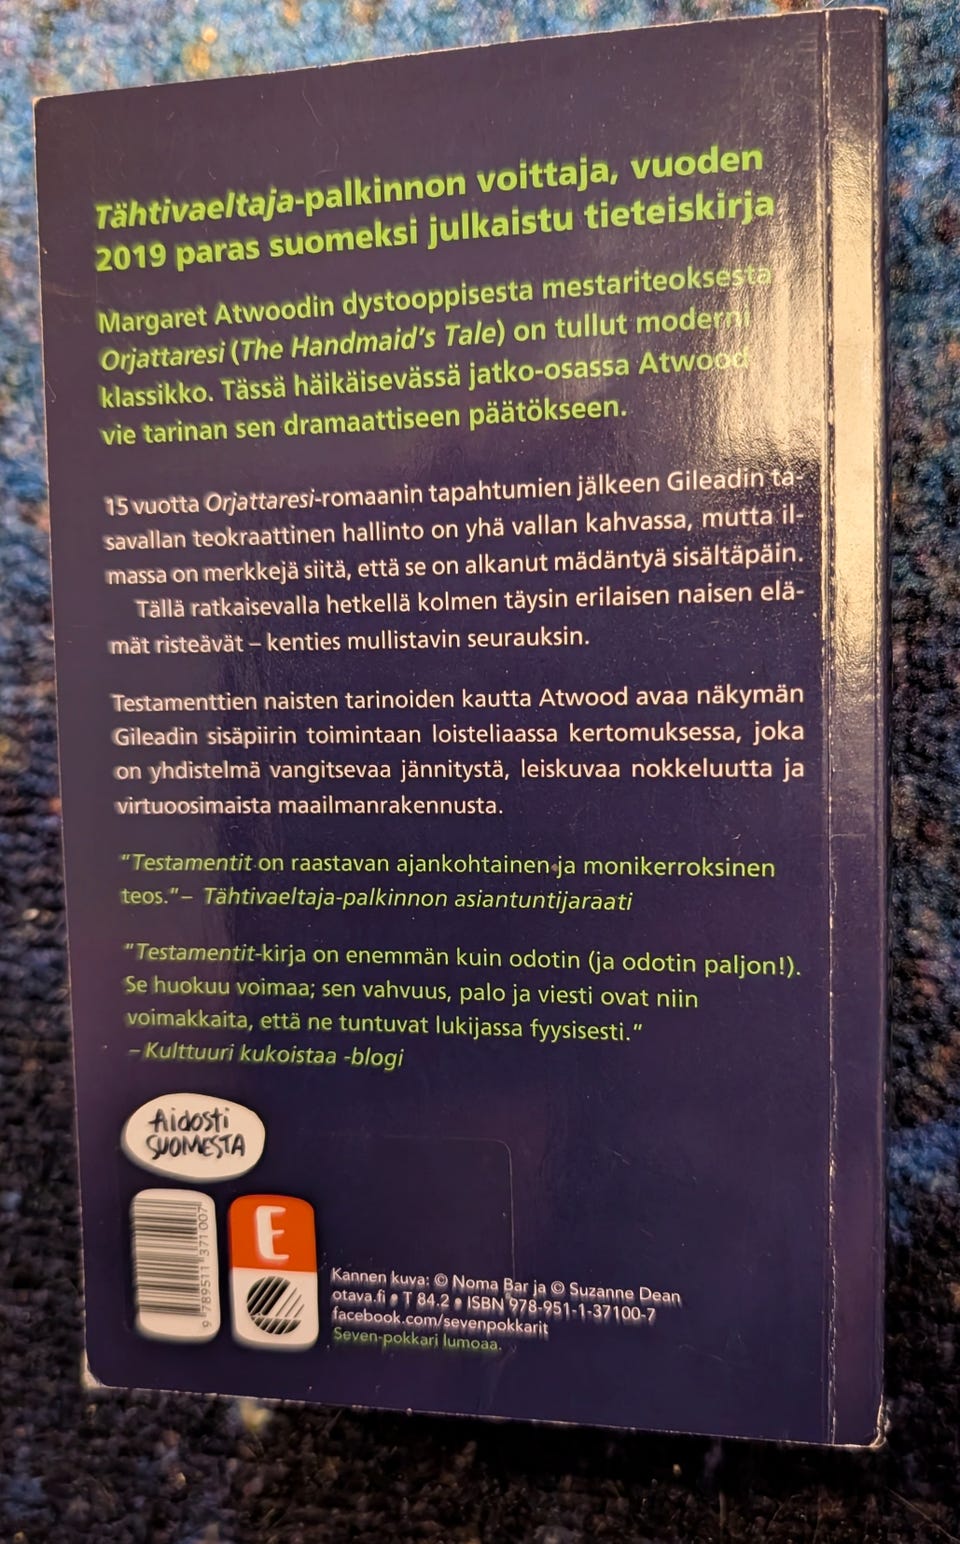 Tähtivaeltaja-palkinnon voittaja, vuoden
2019 paras suomeksi julkaistu tieteiskirja
Margaret Atwoodin dystooppisesta mestariteoksesta
Orjattaresi (The Handmaid's Tale) on tullut moderni
klassikko. Tässä häikäisevässä jatko-osassa Atwood
vie tarinan sen dramaattiseen päätökseen.
15 vuotta Orjattaresi-romaanin tapahtumien jälkeen Gileadin ta-
savallan teokraattinen hallinto on yhä vallan kahvassa, mutta il-
massa on merkkejä siitä, että se on alkanut mädäntyä sisältäpäin.
Tällä ratkaisevalla hetkellä kolmen täysin erilaisen naisen elä-
mät risteävät – kenties mullistavin seurauksin.
Testamenttien naisten tarinoiden kautta Atwood avaa näkymän
Gileadin sisäpiirin toimintaan loisteliaassa kertomuksessa, joka
on yhdistelmä vangitsevaa jännitystä, leiskuvaa nokkeluutta ja
virtuoosimaista maailmanrakennusta.
"Testamentit on raastavan ajankohtainen ja monikerroksinen
teos." – Tähtivaeltaja-palkinnon asiantuntijaraati
"Testamentit-kirja on enemmän kuin odotin (ja odotin paljon!).
Se huokuu voimaa; sen vahvuus, palo ja viesti ovat niin
voimakkaita, että ne tuntuvat lukijassa fyysisesti."
– Kulttuuri kukoistaa -blogi
Aidosti
SUOMESTA
9 789511 371007
E
Kannen kuva: © Noma Bar ja © Suzanne Dean
otava.fi • T 84.2 • ISBN 978-951-1-37100-7
facebook.com/sevenpokkarit
Seven-pokkari lumoaa.